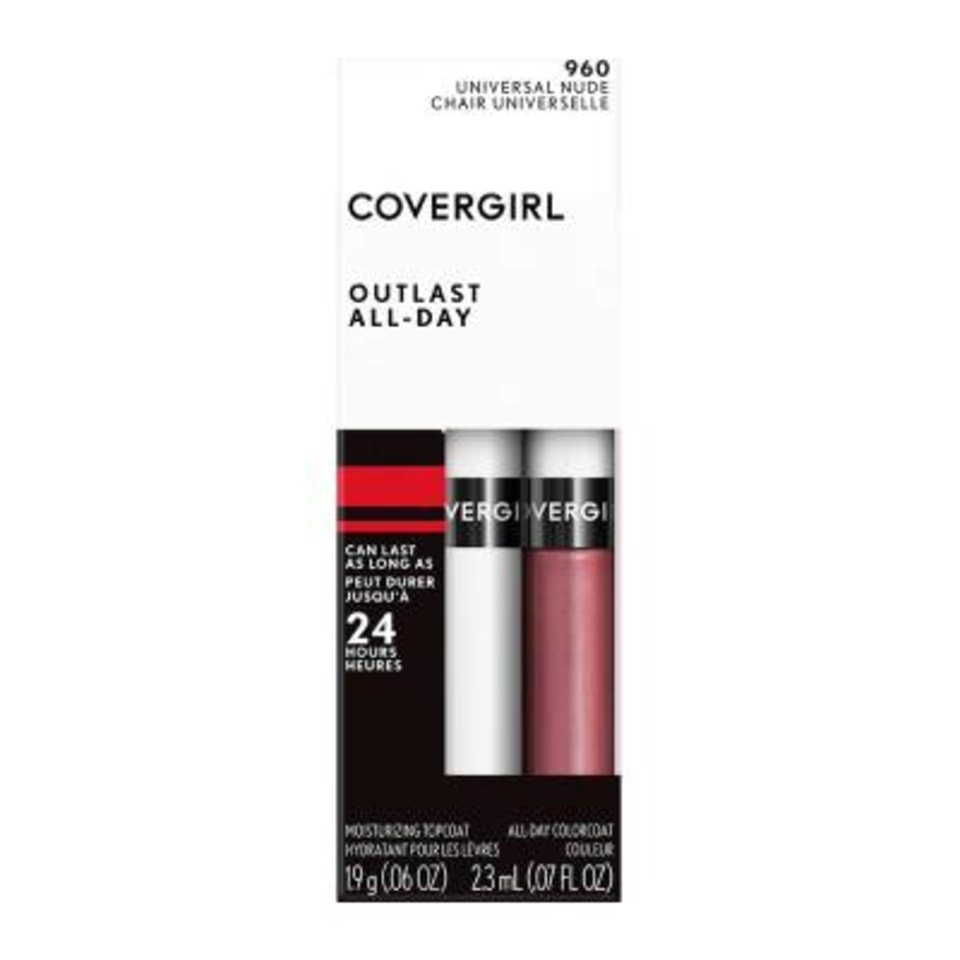 960
UNIVERSAL NUDE
CHAIR UNIVERSELLE
COVERGIRL
OUTLAST
ALL-DAY
VERGI OVERGI
CAN LAST
AS LONG AS
PEUT DURER
JUSQU'À
24
HOURS
HEURES
MOISTURIZING TOPCOAT ALL-DAY COLORCOAT
HYDRATANT POUR LES LÈVRES COULEUR
1.9 g (.06 OZ) 2.3 mL (.07 FL OZ)